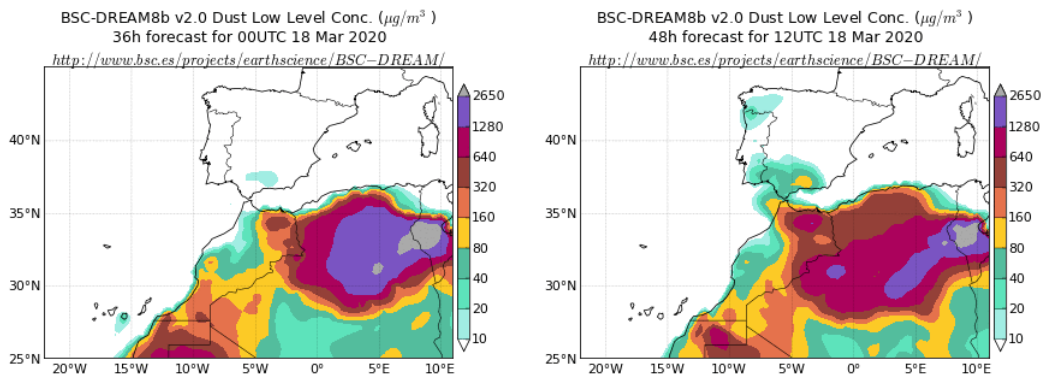 BSC-DREAM8b v2.0 Dust Low Level Conc. (μg/m³ )
36h forecast for 00UTC 18 Mar 2020
http://www.bsc.es/projects/earthscience/BSC−DREAM/
40°N
35°N
30°N
25°N
20°W
15°W
10°W
5°W
0°
5°E
10°E
2650
1280
640
320
160
80
40
20
10
BSC-DREAM8b v2.0 Dust Low Level Conc. (μg/m³ )
48h forecast for 12UTC 18 Mar 2020
http://www.bsc.es/projects/earthscience/BSC−DREAM/
40°N
35°N
30°N
25°N
20°W
15°W
10°W
5°W
0°
5°E
10°E
2650
1280
640
320
160
80
40
20
10